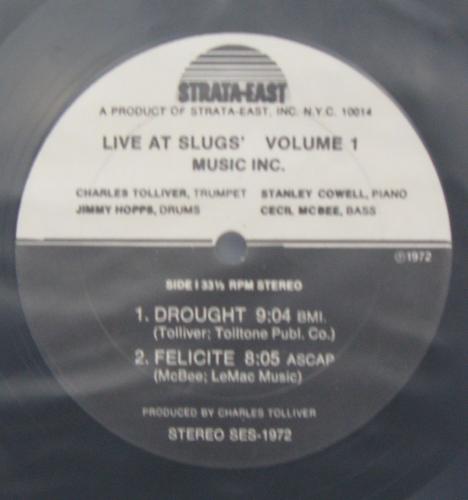 STRATA-EAST
A PRODUCT OF STRATA-EAST, INC. N.Y.C. 10014
LIVE AT SLUGS' VOLUME 1
MUSIC INC.
CHARLES TOLLIVER, TRUMPET STANLEY COWELL, PIANO
JIMMY HOPPS, DRUMS CECIL MCBEE, BASS
℗1972
SIDE I 33⅓ RPM STEREO
1. DROUGHT 9:04 BMI.
(Tolliver; Tolltone Publ. Co.)
2. FELICITE 8:05 ASCAP
(McBee; LeMac Music)
PRODUCED BY CHARLES TOLLIVER
STEREO SES-1972